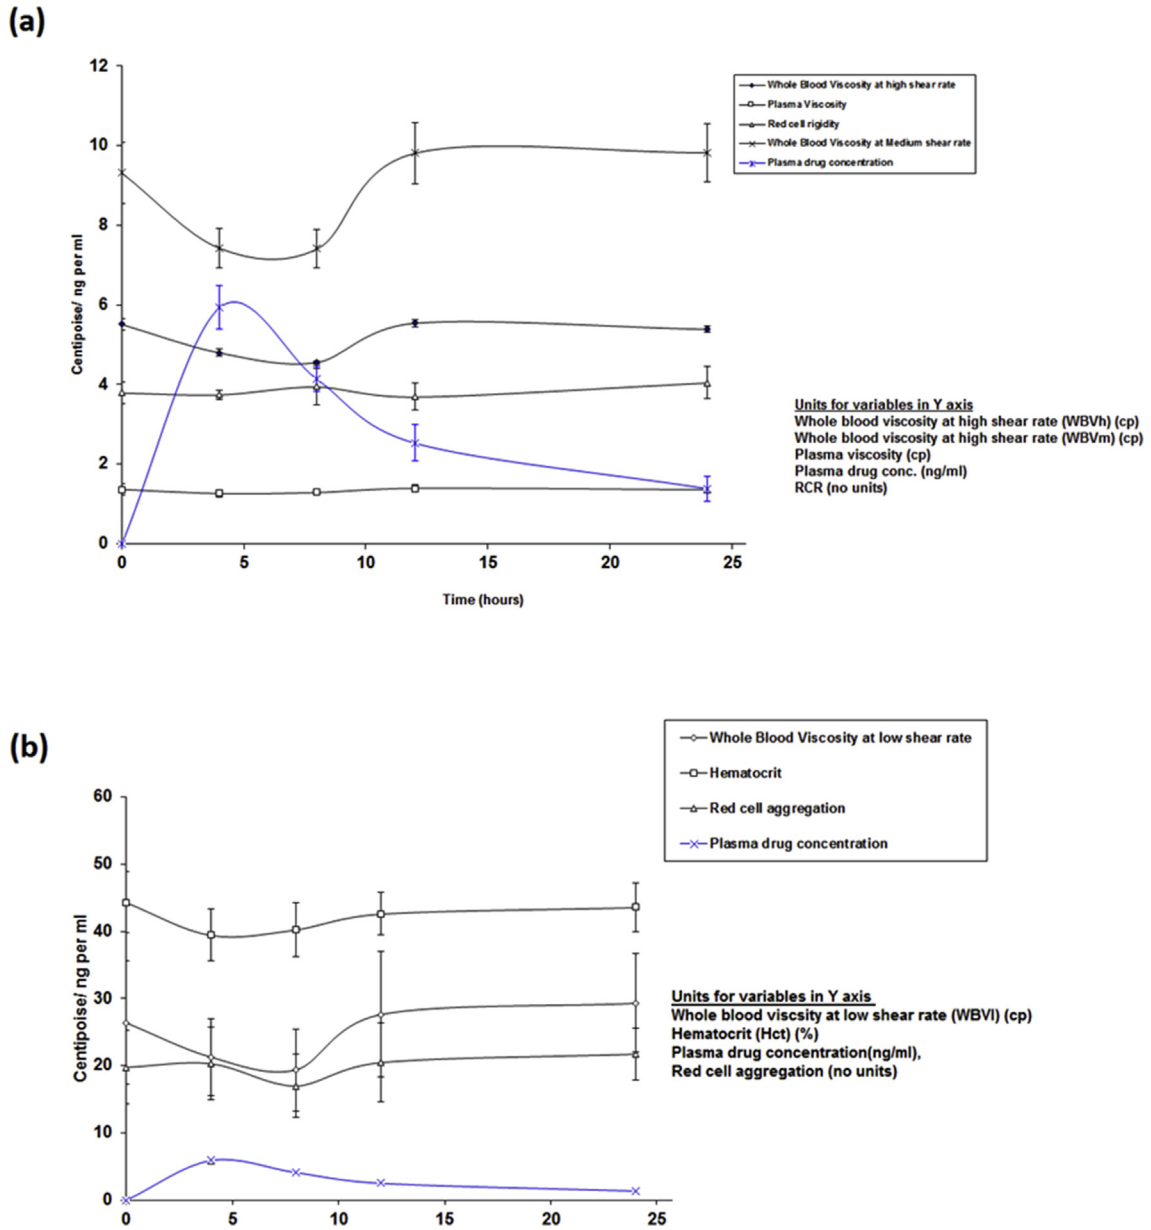 (a)
12
10
8
6
4
2
0
Centipoise/ ng per ml
0 5 10 15 20 25
Time (hours)
Whole Blood Viscosity at high shear rate
Plasma Viscosity
Red cell rigidity
Whole Blood Viscosity at Medium shear rate
Plasma drug concentration
Units for variables in Y axis
Whole blood viscosity at high shear rate (WBVh) (cp)
Whole blood viscosity at high shear rate (WBVm) (cp)
Plasma viscosity (cp)
Plasma drug conc. (ng/ml)
RCR (no units)
(b)
60
50
40
30
20
10
0
Centipoise/ ng per ml
0 5 10 15 20 25
Whole Blood Viscosity at low shear rate
Hematocrit
Red cell aggregation
Plasma drug concentration
Units for variables in Y axis
Whole blood viscsity at low shear rate (WBVl) (cp)
Hematocrit (Hct) (%)
Plasma drug concentration(ng/ml),
Red cell aggregation (no units)